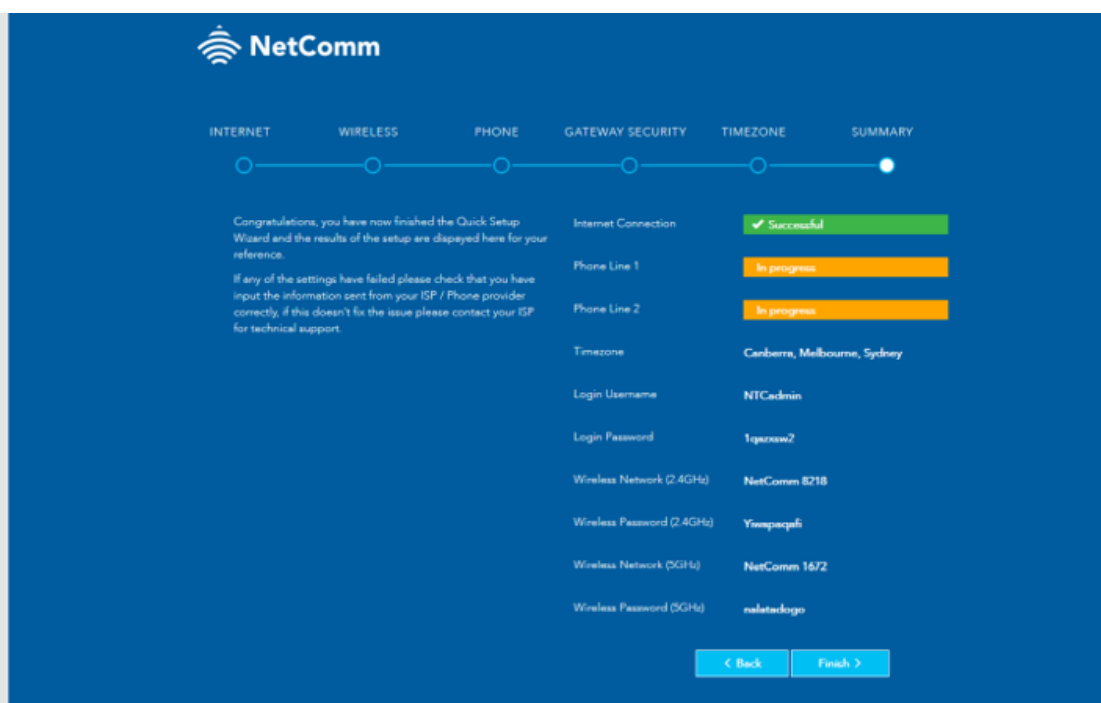 NetComm
INTERNET WIRELESS PHONE GATEWAY SECURITY TIMEZONE SUMMARY
Congratulations, you have now finished the Quick Setup
Wizard and the results of the setup are dispayed here for your
reference.
If any of the settings have failed please check that you have
input the information sent from your ISP / Phone provider
correctly, if this doesn't fix the issue please contact your ISP
for technical support.
Internet Connection Successful
Phone Line 1 In progress
Phone Line 2 In progress
Timezone Canberra, Melbourne, Sydney
Login Username NTCadmin
Login Password 1qazxsw2
Wireless Network (2.4GHz) NetComm 8218
Wireless Password (2.4GHz)
Wireless Network (5GHz) NetComm 1672
Wireless Password (5GHz) nalatadogo
< Back Finish >